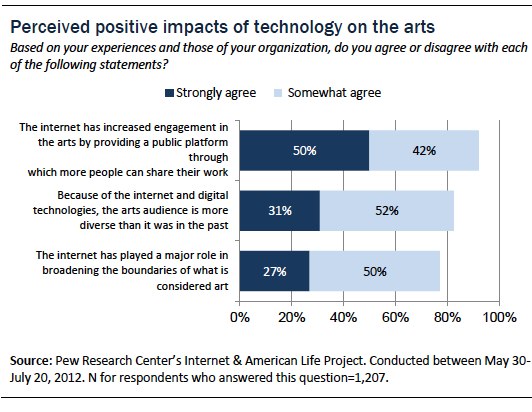 Perceived positive impacts of technology on the arts
Based on your experiences and those of your organization, do you agree or disagree with each
of the following statements?
Strongly agree Somewhat agree
The internet has increased engagement in
the arts by providing a public platform
through
which more people can share their work
50% 42%
Because of the internet and digital
technologies, the arts audience is more
diverse than it was in the past
31% 52%
The internet has played a major role in
broadening the boundaries of what is
considered art
27% 50%
0% 20% 40% 60% 80% 100%
Source: Pew Research Center's Internet & American Life Project. Conducted between May 30-
July 20, 2012. N for respondents who answered this question=1,207.